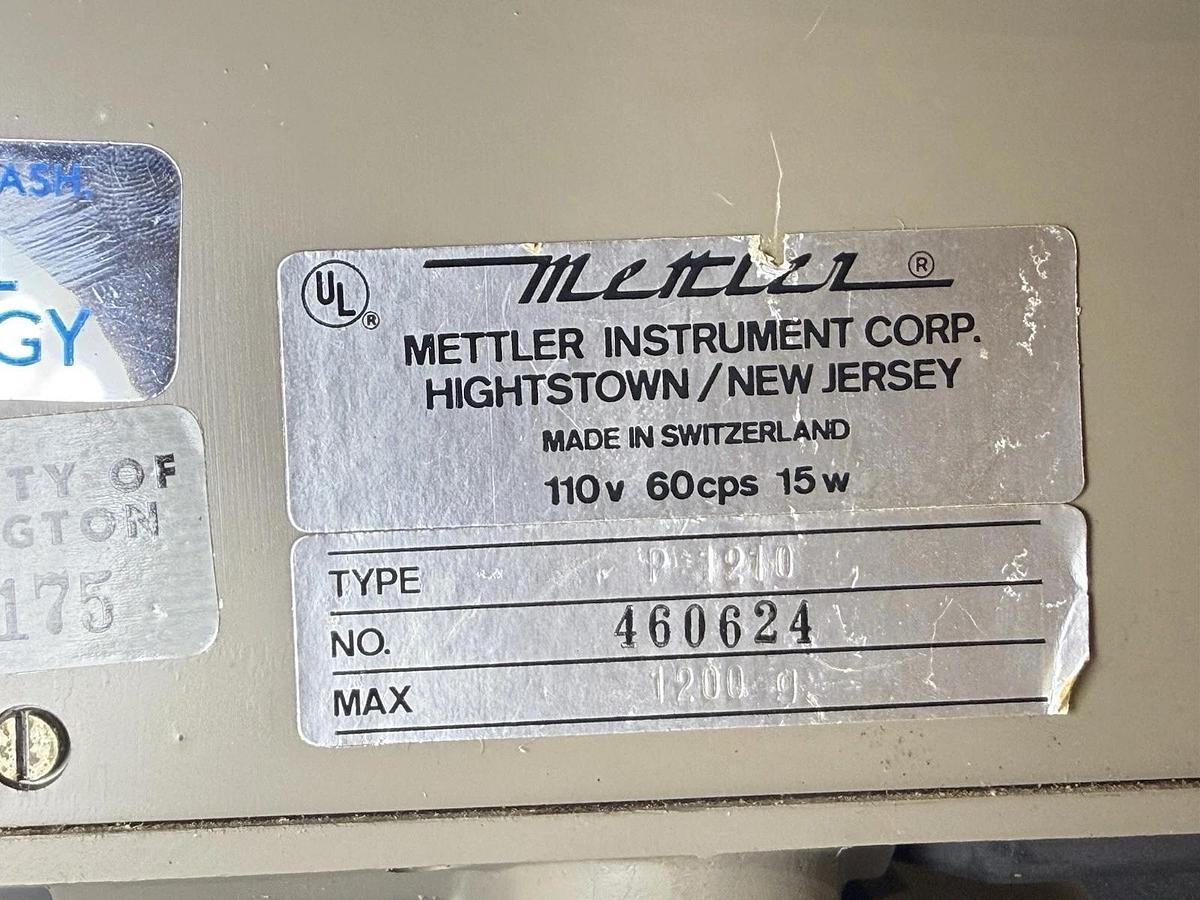 ASH.
GY
TY OF
GTON
175
UL®
Mettler ®
METTLER INSTRUMENT CORP.
HIGHTSTOWN / NEW JERSEY
MADE IN SWITZERLAND
110v 60cps 15w
TYPE P 1210
NO. 460624
MAX 1200 g